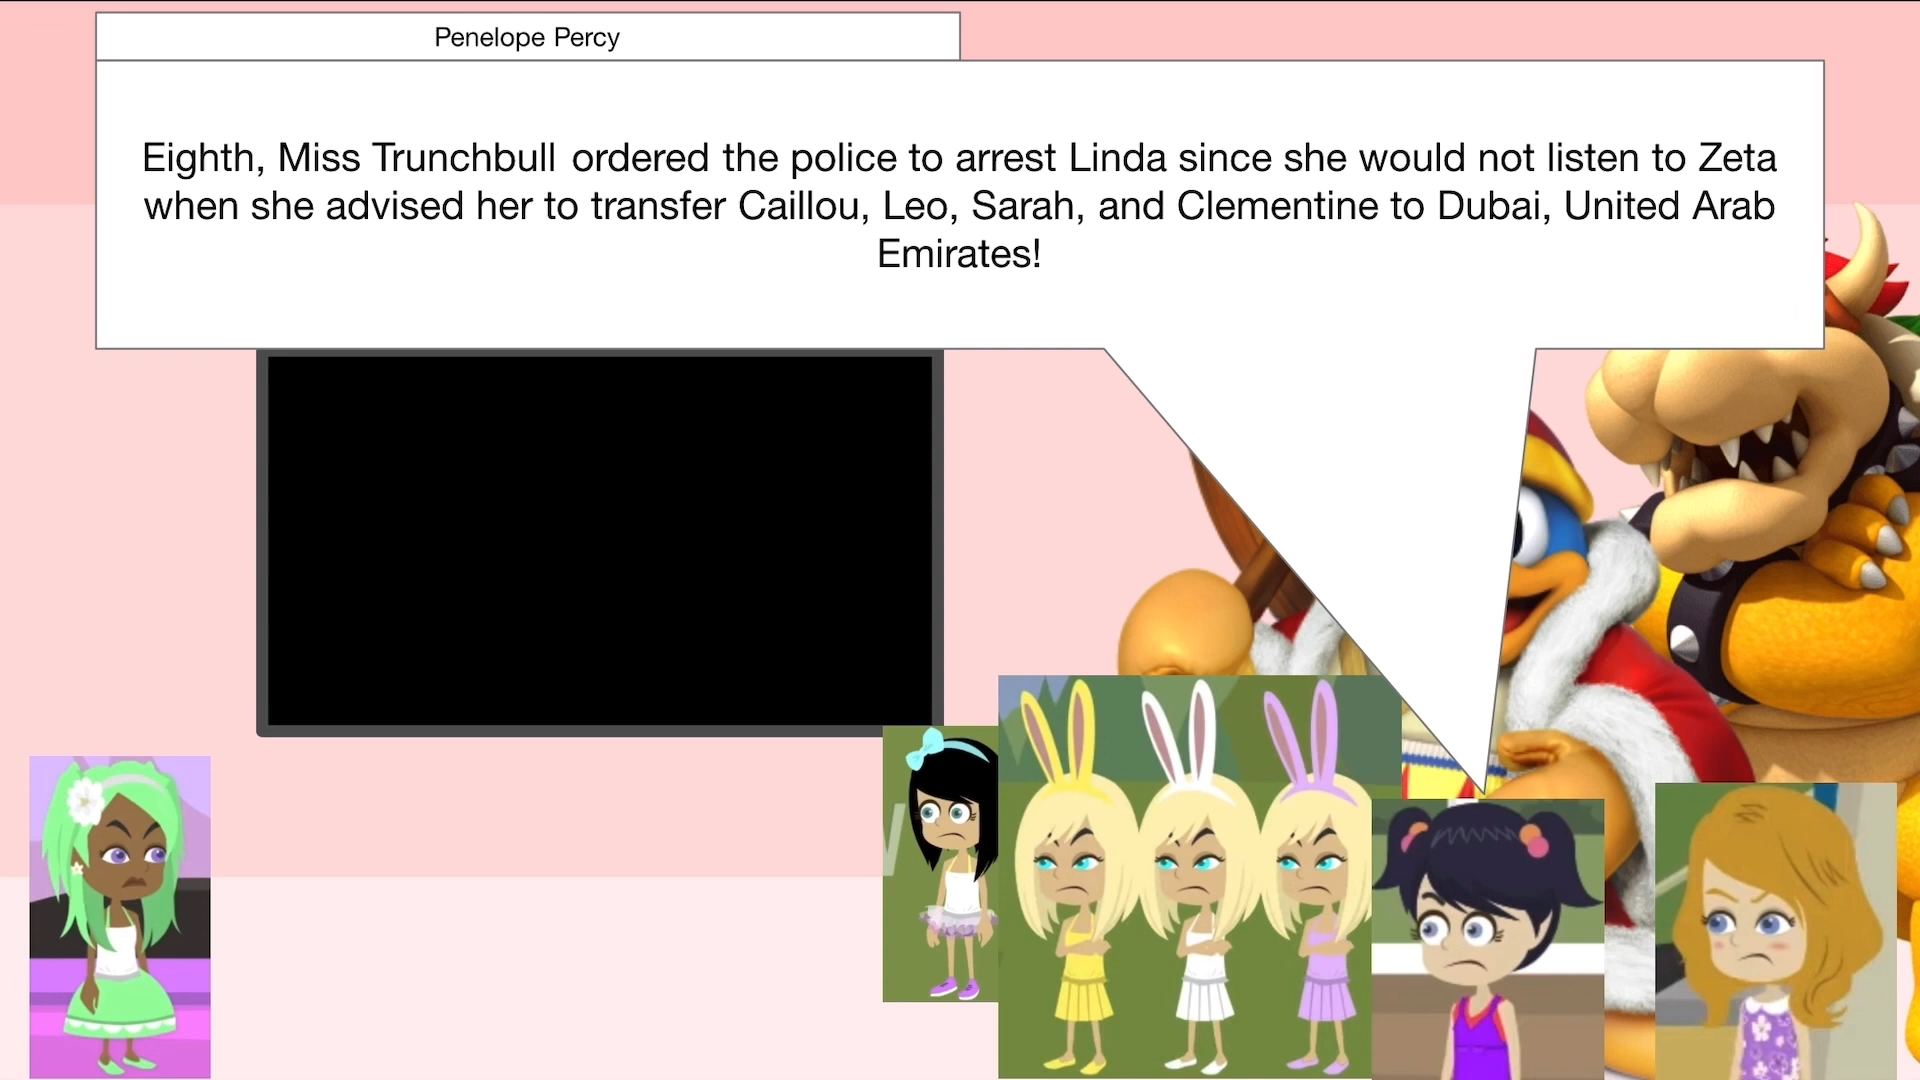 Penelope Percy
Eighth, Miss Trunchbull ordered the police to arrest Linda since she would not listen to Zeta
when she advised her to transfer Caillou, Leo, Sarah, and Clementine to Dubai, United Arab
Emirates!